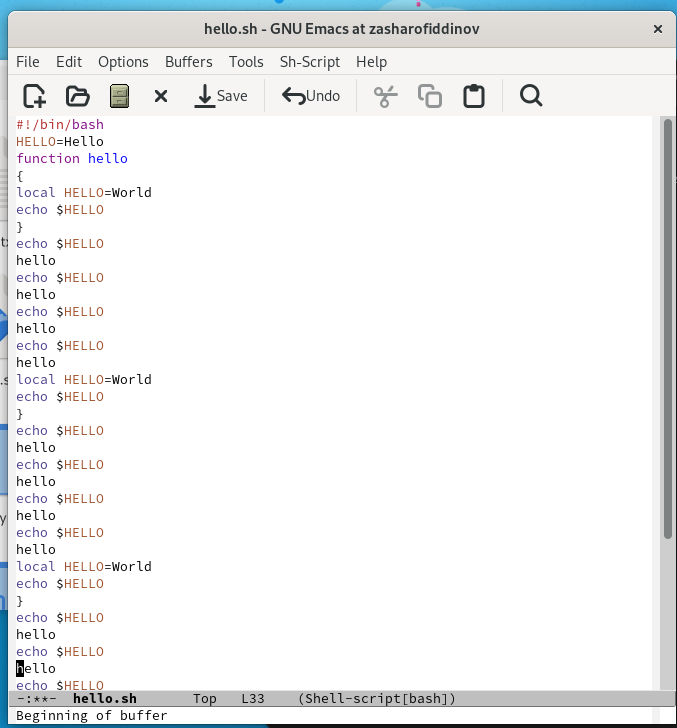 hello.sh - GNU Emacs at zasharofiddinov
File Edit Options Buffers Tools Sh-Script Help
Save Undo
#!/bin/bash
HELLO=Hello
function hello
{
local HELLO=World
echo $HELLO
}
echo $HELLO
hello
echo $HELLO
hello
echo $HELLO
hello
echo $HELLO
hello
local HELLO=World
echo $HELLO
}
echo $HELLO
hello
echo $HELLO
hello
echo $HELLO
hello
echo $HELLO
hello
local HELLO=World
echo $HELLO
}
echo $HELLO
hello
echo $HELLO
hello
echo $HELLO
-:**- hello.sh Top L33 (Shell-script[bash])
Beginning of buffer